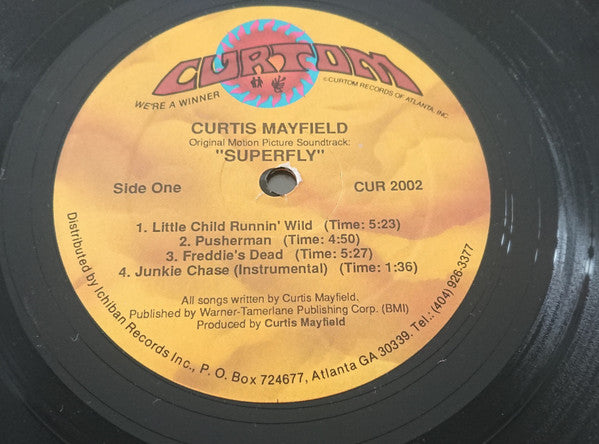 CURTOM
WE'RE A WINNER
©CURTOM RECORDS OF ATLANTA, INC
CURTIS MAYFIELD
Original Motion Picture Soundtrack:
"SUPERFLY"
Side One
CUR 2002
1. Little Child Runnin' Wild (Time: 5:23)
2. Pusherman (Time: 4:50)
3. Freddie's Dead (Time: 5:27)
4. Junkie Chase (Instrumental) (Time: 1:36)
All songs written by Curtis Mayfield.
Published by Warner-Tamerlane Publishing Corp. (BMI)
Produced by Curtis Mayfield
Distributed by Ichiban Records Inc., P. O. Box 724677, Atlanta GA 30339. Tel.: (404) 926-3377